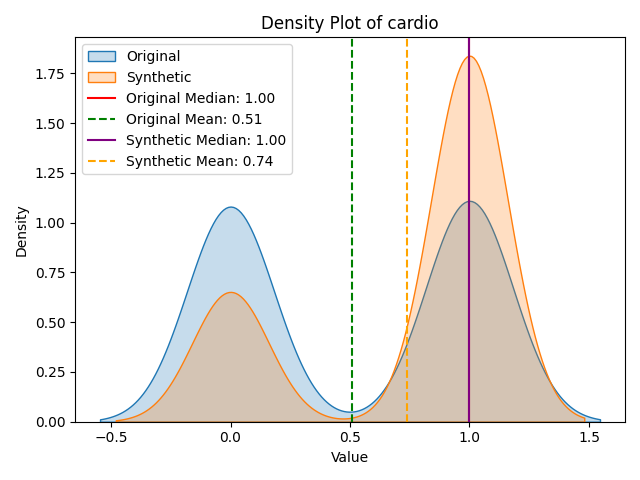 Density Plot of cardio
Original
Synthetic
Original Median: 1.00
Original Mean: 0.51
Synthetic Median: 1.00
Synthetic Mean: 0.74
Density
1.75
1.50
1.25
1.00
0.75
0.50
0.25
0.00
−0.5
0.0
0.5
1.0
1.5
Value